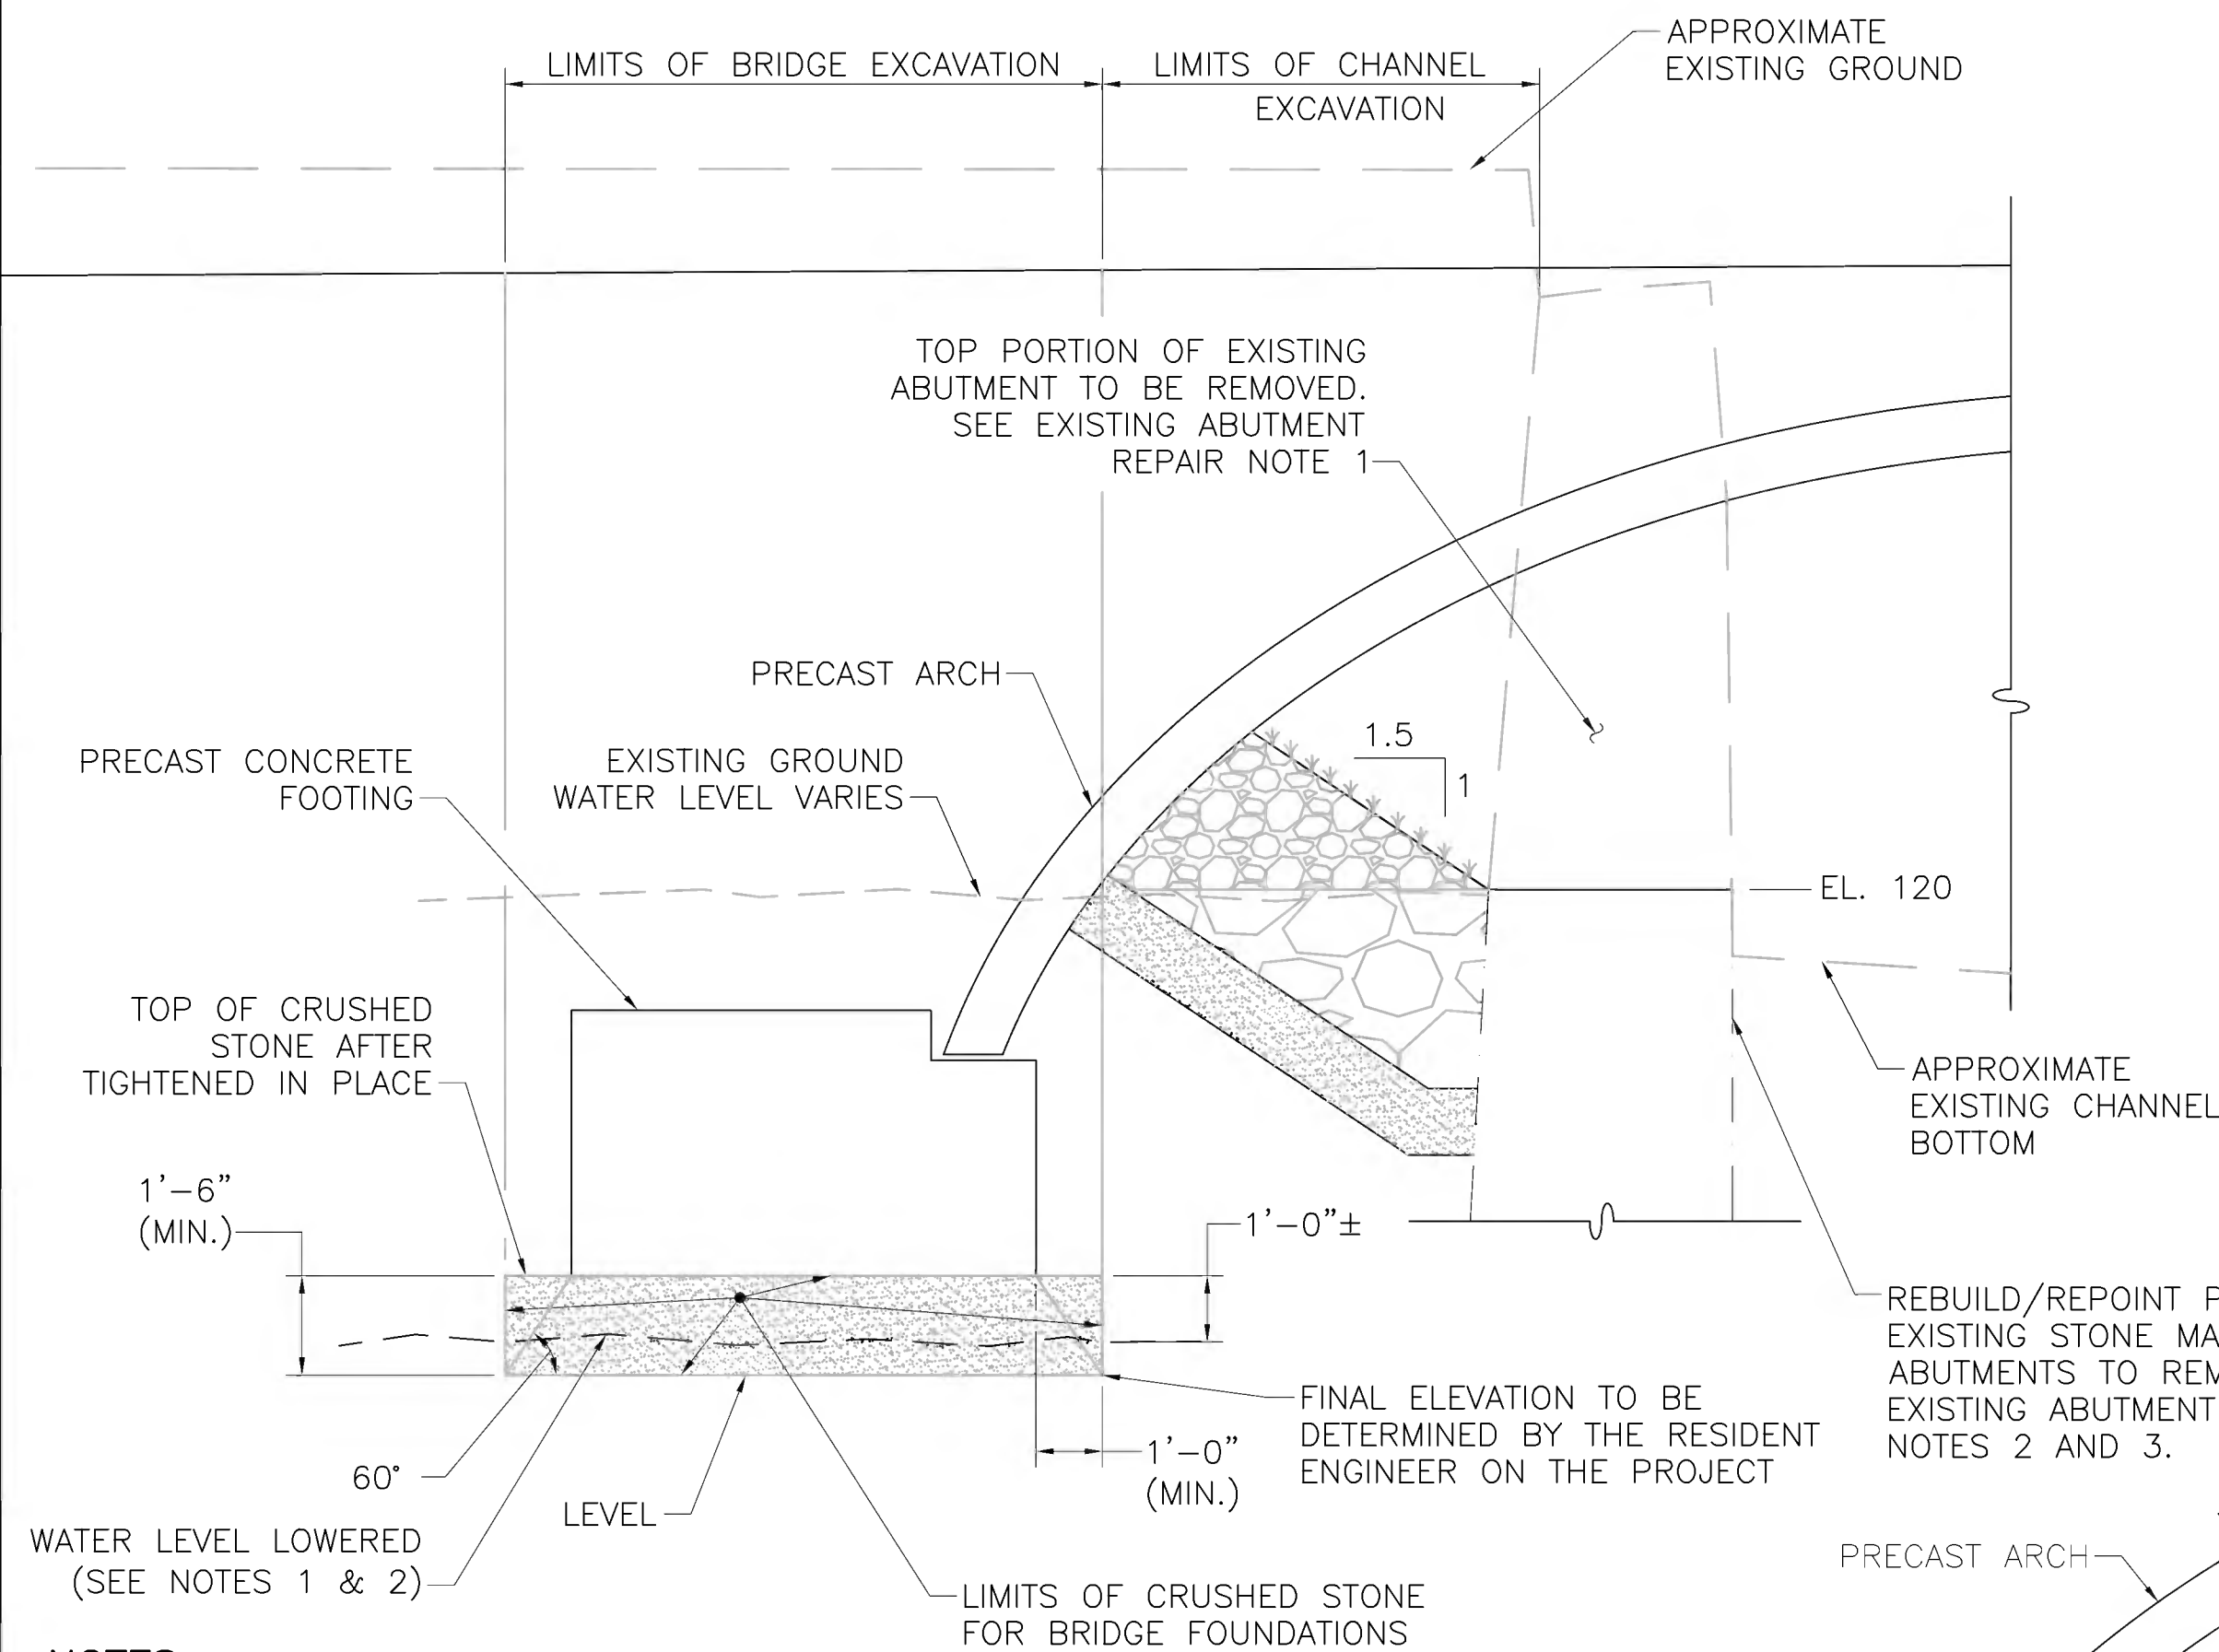 APPROXIMATE
EXISTING GROUND
LIMITS OF BRIDGE EXCAVATION
LIMITS OF CHANNEL
EXCAVATION
TOP PORTION OF EXISTING
ABUTMENT TO BE REMOVED.
SEE EXISTING ABUTMENT
REPAIR NOTE 1
PRECAST ARCH
1.5
1
PRECAST CONCRETE
FOOTING
EXISTING GROUND
WATER LEVEL VARIES
EL. 120
TOP OF CRUSHED
STONE AFTER
TIGHTENED IN PLACE
APPROXIMATE
EXISTING CHANNEL
BOTTOM
1'-6"
(MIN.)
1'-0"±
REBUILD/REPOINT
EXISTING STONE
ABUTMENTS TO
EXISTING ABUTMENT
NOTES 2 AND 3.
FINAL ELEVATION TO BE
DETERMINED BY THE RESIDENT
ENGINEER ON THE PROJECT
1'-0"
(MIN.)
60°
LEVEL
WATER LEVEL LOWERED
(SEE NOTES 1 & 2)
LIMITS OF CRUSHED STONE
FOR BRIDGE FOUNDATIONS
PRECAST ARCH